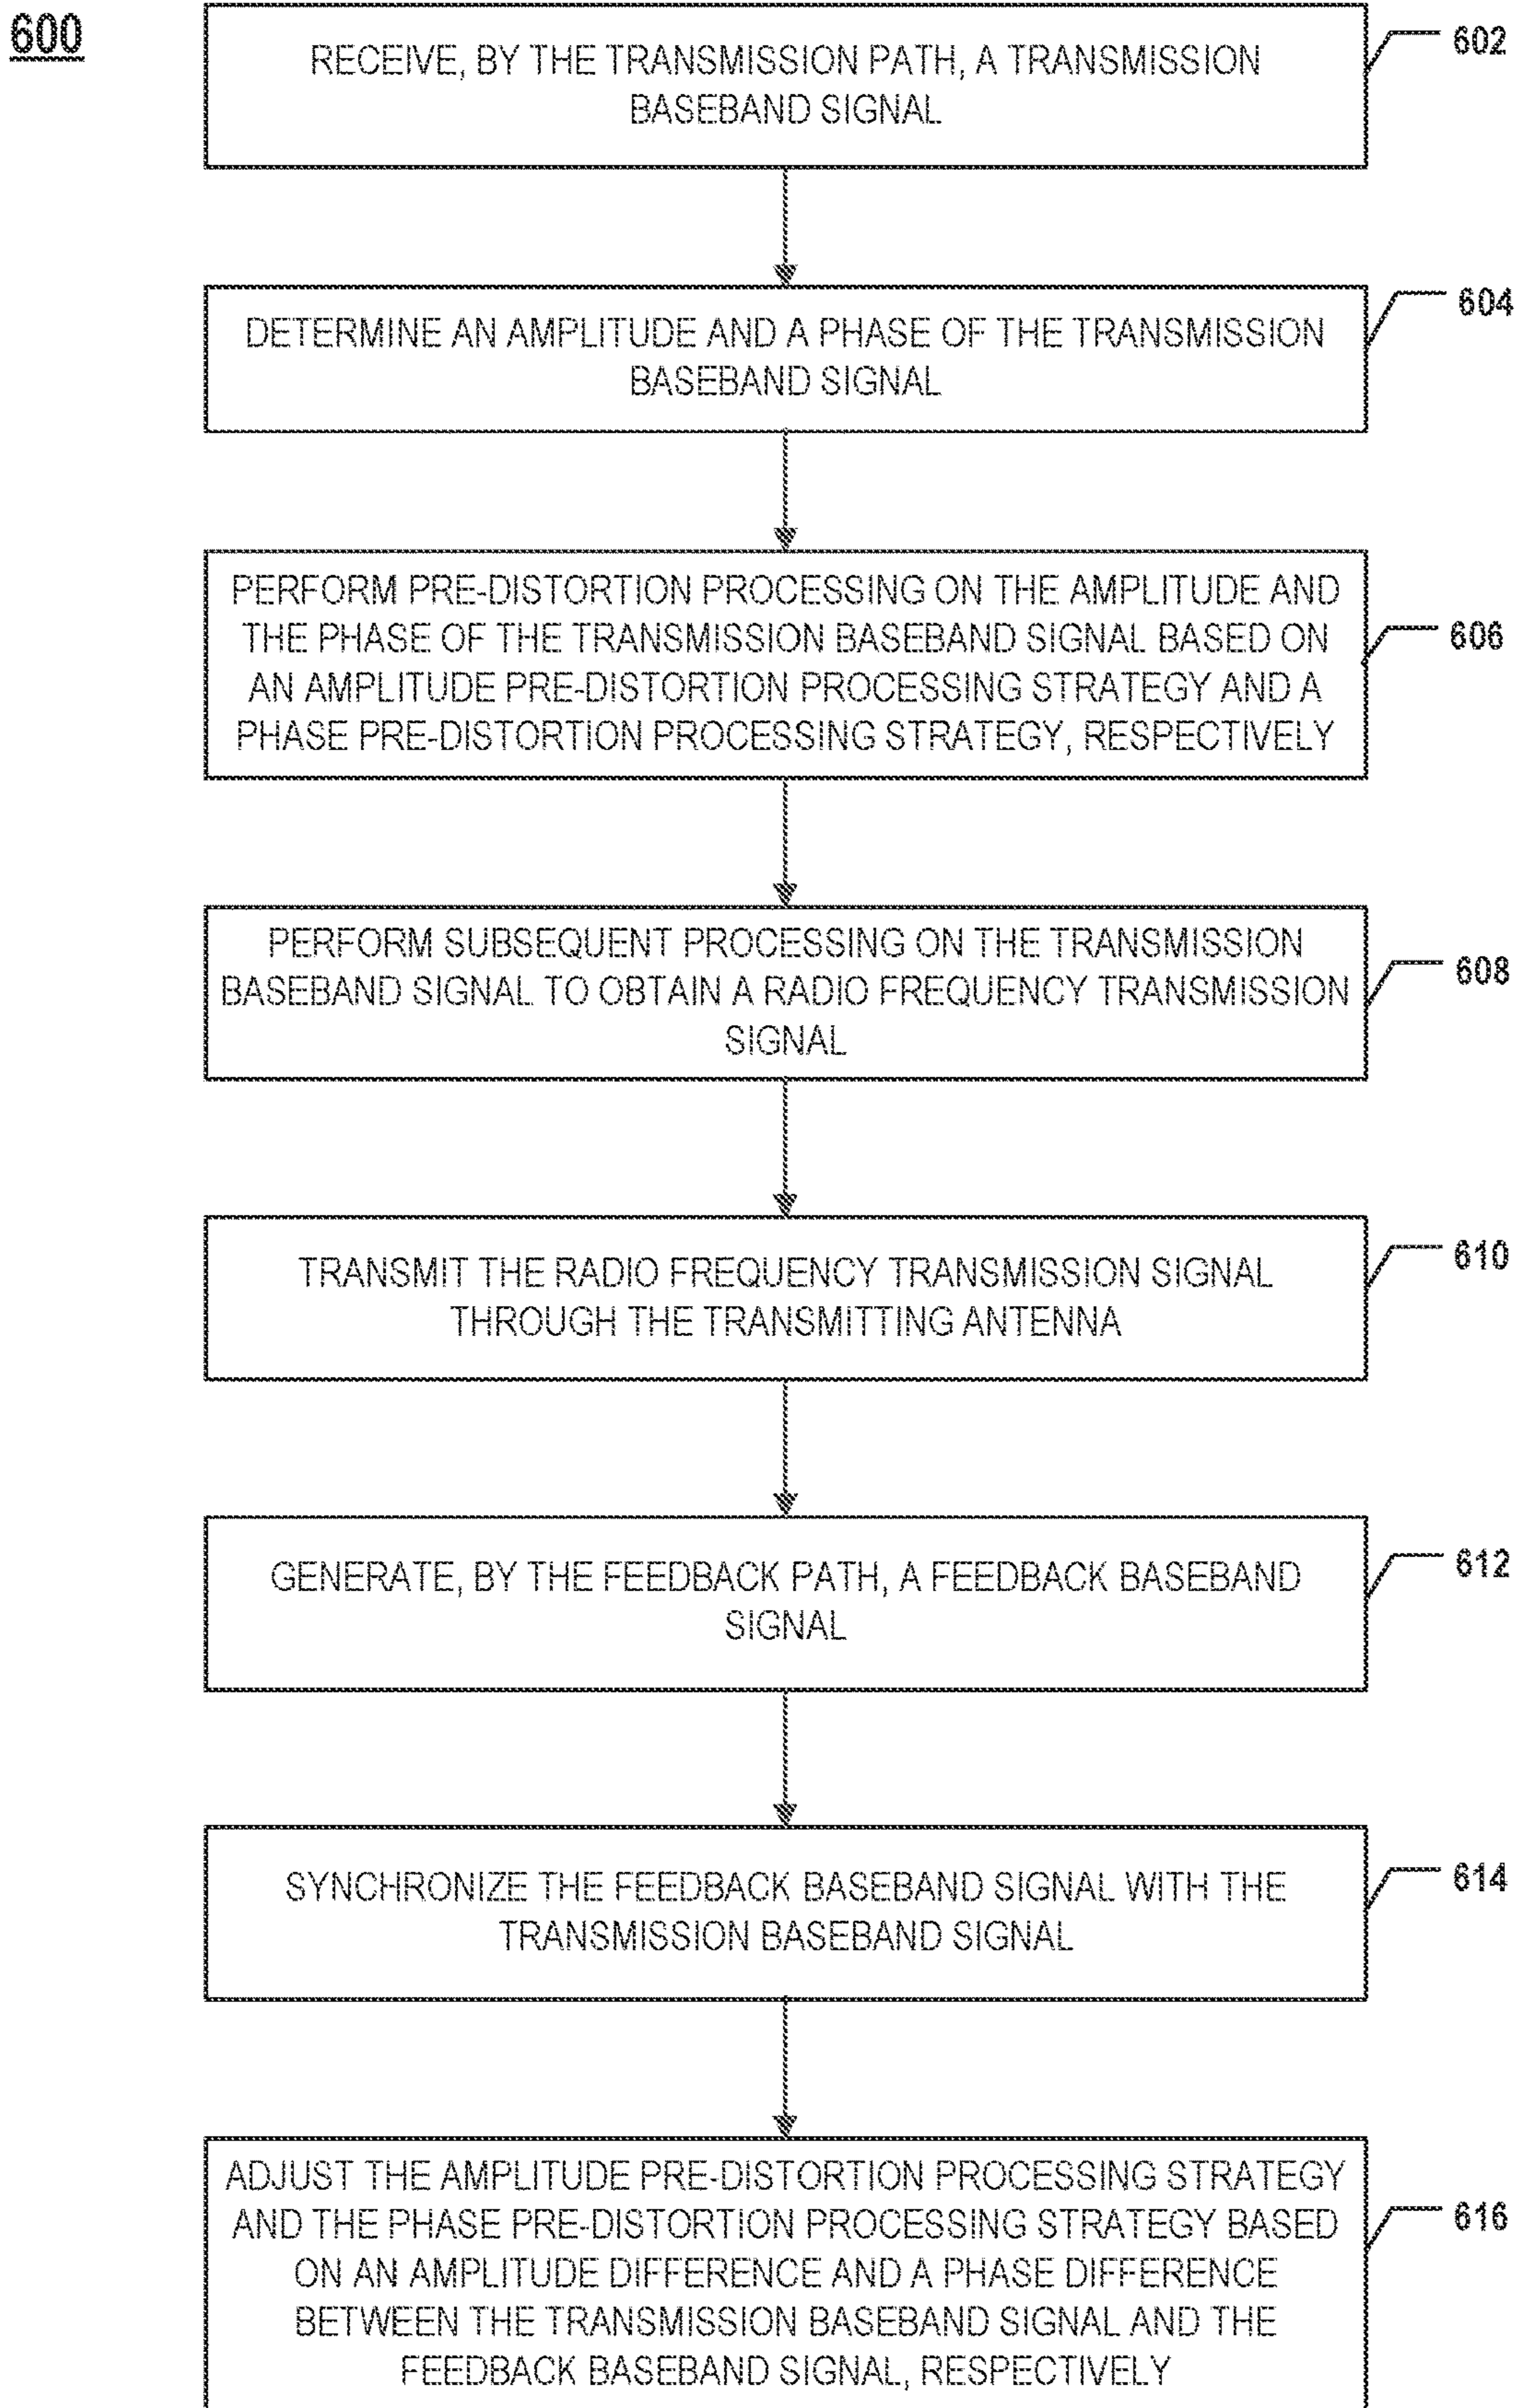 600
RECEIVE, BY THE TRANSMISSION PATH, A TRANSMISSION
BASEBAND SIGNAL
602
DETERMINE AN AMPLITUDE AND A PHASE OF THE TRANSMISSION
BASEBAND SIGNAL
604
PERFORM PRE-DISTORTION PROCESSING ON THE AMPLITUDE AND
THE PHASE OF THE TRANSMISSION BASEBAND SIGNAL BASED ON
AN AMPLITUDE PRE-DISTORTION PROCESSING STRATEGY AND A
PHASE PRE-DISTORTION PROCESSING STRATEGY, RESPECTIVELY
606
PERFORM SUBSEQUENT PROCESSING ON THE TRANSMISSION
BASEBAND SIGNAL TO OBTAIN A RADIO FREQUENCY TRANSMISSION
SIGNAL
608
TRANSMIT THE RADIO FREQUENCY TRANSMISSION SIGNAL
THROUGH THE TRANSMITTING ANTENNA
610
GENERATE, BY THE FEEDBACK PATH, A FEEDBACK BASEBAND
SIGNAL
612
SYNCHRONIZE THE FEEDBACK BASEBAND SIGNAL WITH THE
TRANSMISSION BASEBAND SIGNAL
614
ADJUST THE AMPLITUDE PRE-DISTORTION PROCESSING STRATEGY
AND THE PHASE PRE-DISTORTION PROCESSING STRATEGY BASED
ON AN AMPLITUDE DIFFERENCE AND A PHASE DIFFERENCE
BETWEEN THE TRANSMISSION BASEBAND SIGNAL AND THE
FEEDBACK BASEBAND SIGNAL, RESPECTIVELY
616